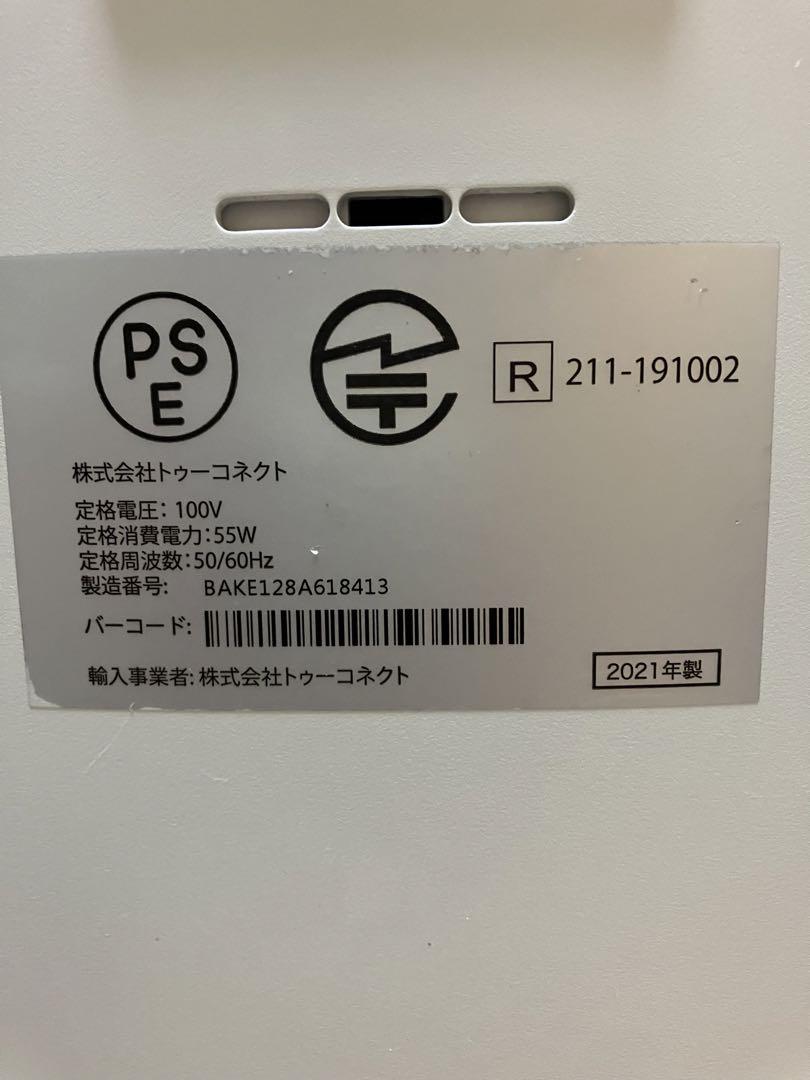 PS
E
R 211-191002
株式会社トゥーコネクト
定格電圧: 100V
定格消費電力:55W
定格周波数:50/60Hz
製造番号: BAKE128A618413
バーコード:
輸入事業者: 株式会社トゥーコネクト
2021年製